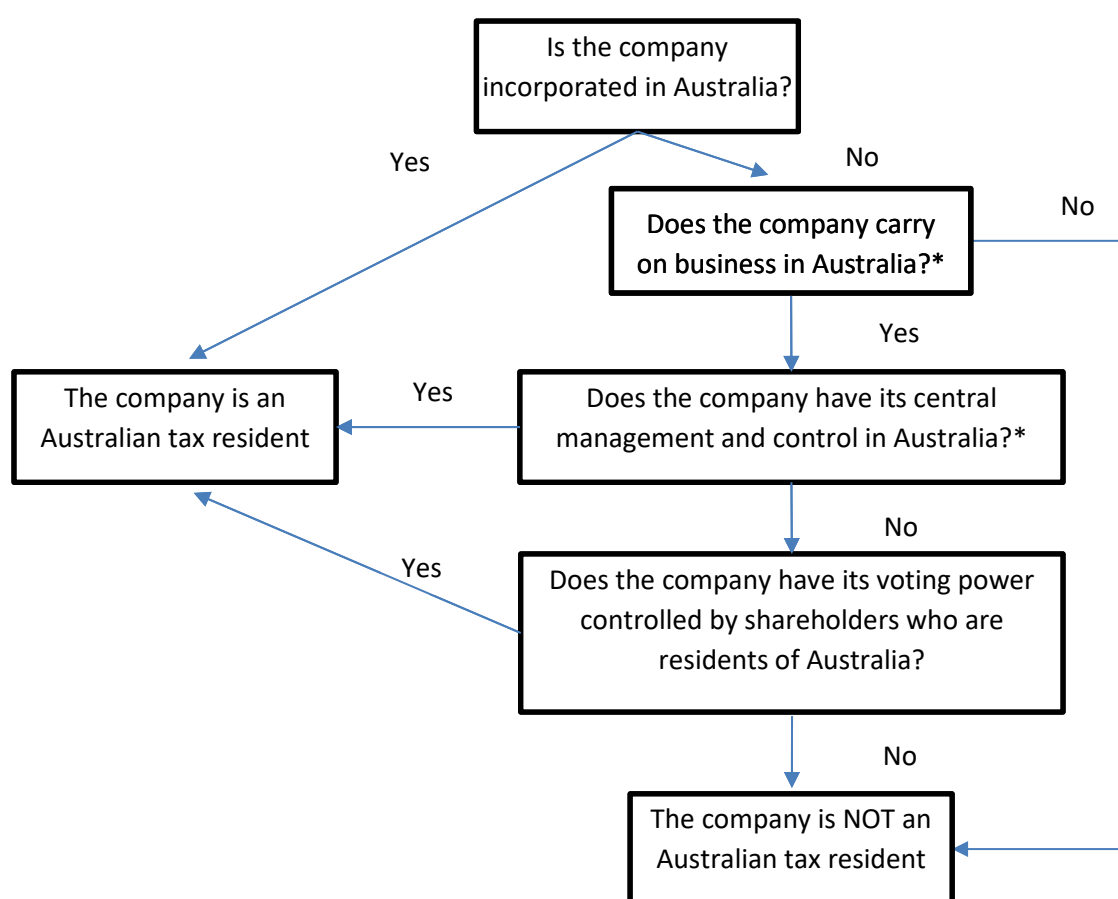 Is the company
incorporated in Australia?
Yes
No
Does the company carry
on business in Australia?*
No
Yes
The company is an
Australian tax resident
Yes
Does the company have its central
management and control in Australia?*
No
Yes
Does the company have its voting power
controlled by shareholders who are
residents of Australia?
No
The company is NOT an
Australian tax resident